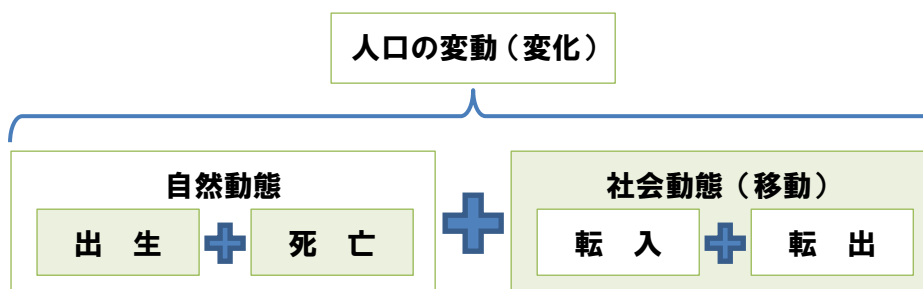 人口の変動（変化）
自然動態
出　生
死　亡
社会動態（移動）
転　入
転　出